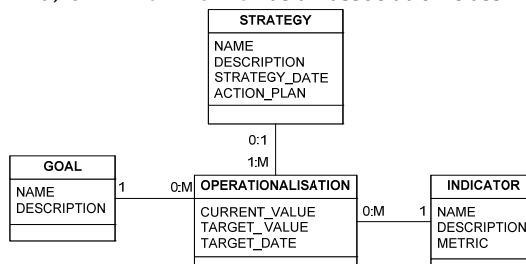 STRATEGY
NAME
DESCRIPTION
STRATEGY_DATE
ACTION_PLAN
0:1
1:M
GOAL
NAME
DESCRIPTION
1
0:M
OPERATIONALISATION
CURRENT_VALUE
TARGET_VALUE
TARGET_DATE
0:M
1
INDICATOR
NAME
DESCRIPTION
METRIC